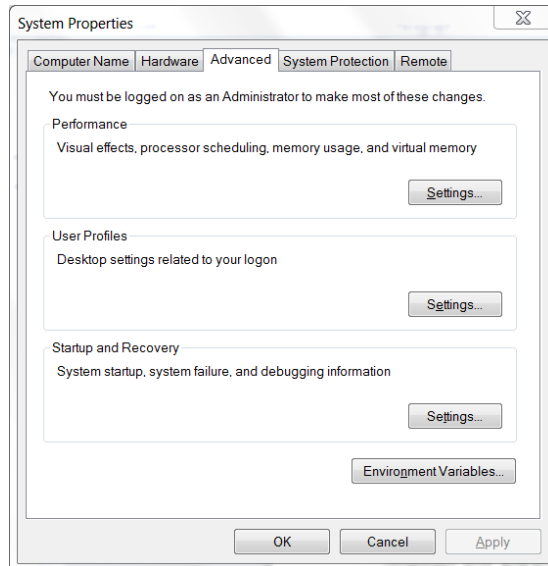 System Properties
Computer Name Hardware Advanced System Protection Remote
You must be logged on as an Administrator to make most of these changes.
Performance
Visual effects, processor scheduling, memory usage, and virtual memory
Settings...
User Profiles
Desktop settings related to your logon
Settings...
Startup and Recovery
System startup, system failure, and debugging information
Settings...
Environment Variables...
OK Cancel Apply